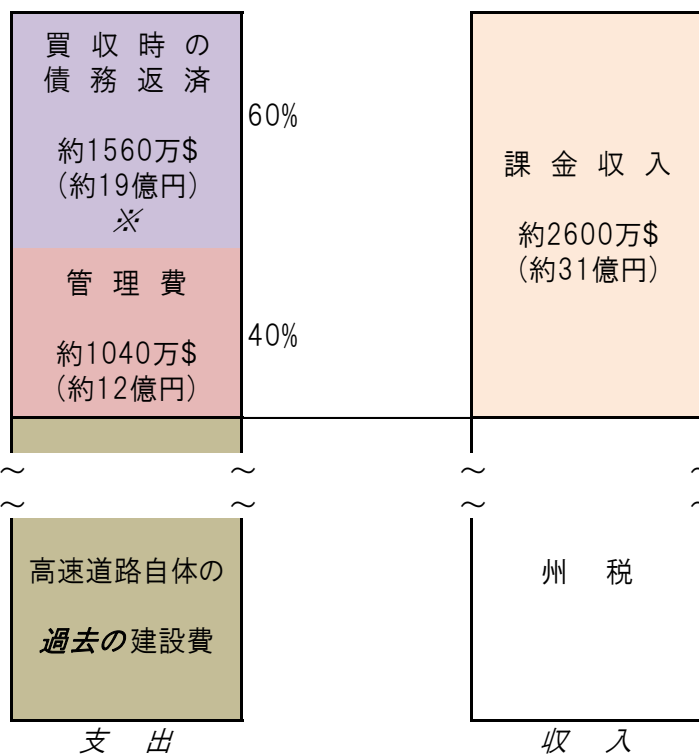 買収時の
債務返済
約1560万$
(約19億円)
※
60%
管理費
約1040万$
(約12億円)
40%
課金収入
約2600万$
(約31億円)
~ ~ ~ ~
~ ~ ~ ~
高速道路自体の
過去の建設費
州税
支出
収入